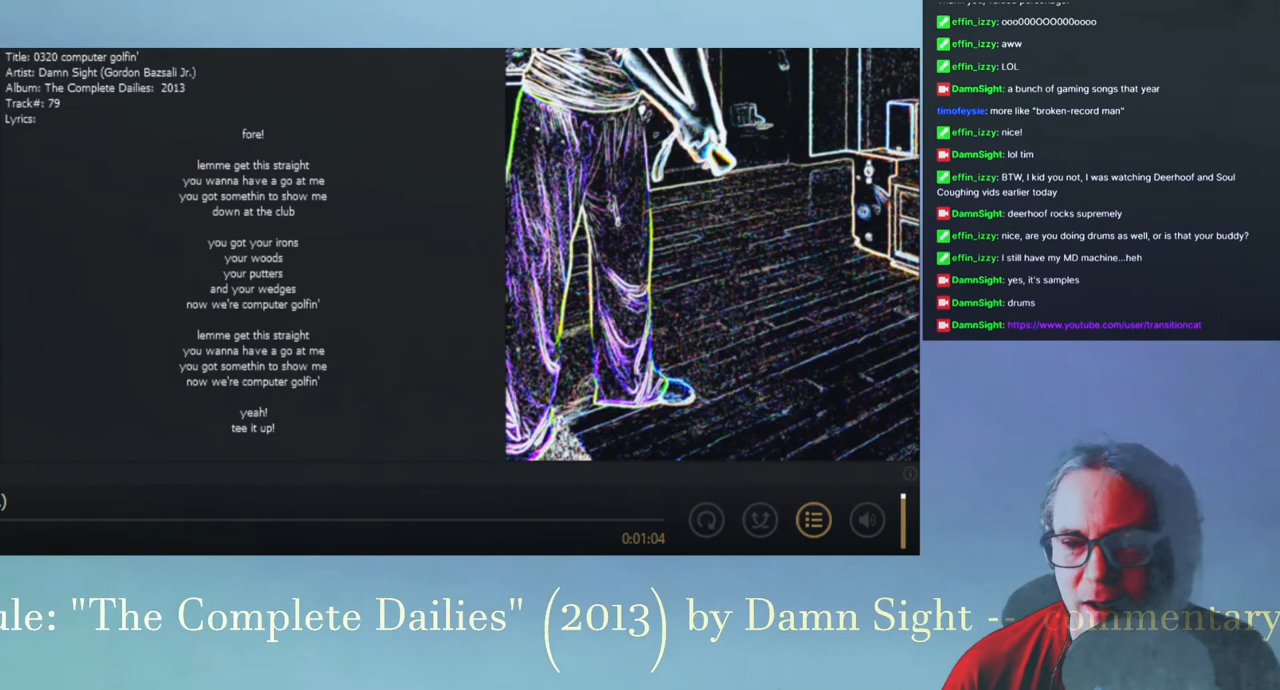 Title: 0320 computer golfin'
Artist: Damn Sight (Gordon Bazsali Jr.)
Album: The Complete Dailies:  2013
Track#: 79
Lyrics:
fore!
lemme get this straight
you wanna have a go at me
you got somethin to show me
down at the club
you got your irons
your woods
your putters
and your wedges
now we're computer golfin'
lemme get this straight
you wanna have a go at me
you got somethin to show me
now we're computer golfin'
yeah!
tee it up!
)
0:01:04
effin_izzy: ooo000OOO000oooo
effin_izzy: aww
effin_izzy: LOL
DamnSight: a bunch of gaming songs that year
timofeysie: more like "broken-record man"
effin_izzy: nice!
DamnSight: lol tim
effin_izzy: BTW, I kid you not, I was watching Deerhoof and Soul
Coughing vids earlier today
DamnSight: deerhoof rocks supremely
effin_izzy: nice, are you doing drums as well, or is that your buddy?
effin_izzy: I still have my MD machine...heh
DamnSight: yes, it's samples
DamnSight: drums
DamnSight: https://www.youtube.com/user/transitioncat
ule: "The Complete Dailies" (2013) by Damn Sight -- commentary